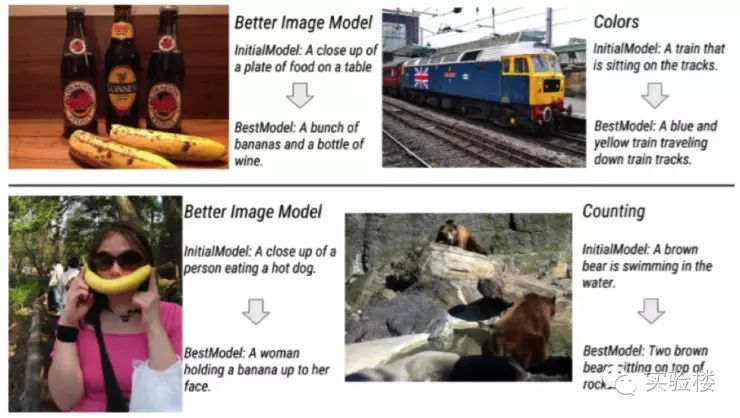 Better Image Model
InitialModel: A close up of
a plate of food on a table
BestModel: A bunch of
bananas and a bottle of
wine.
GUINNESS
Colors
InitialModel: A train that
is sitting on the tracks.
BestModel: A blue and
yellow train traveling
down train tracks.
Better Image Model
InitialModel: A close up of a
person eating a hot dog.
BestModel: A woman
holding a banana up to her
face.
Counting
InitialModel: A brown
bear is swimming in the
water.
BestModel: Two brown
bears sitting on top of
rocks.
实验楼